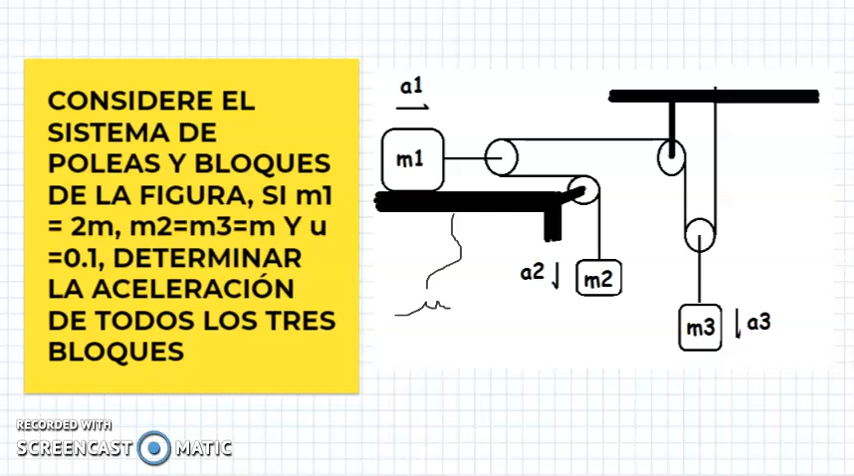 CONSIDERE EL
SISTEMA DE
POLEAS Y BLOQUES
DE LA FIGURA, SI m1
= 2m, m2=m3=m Y u
=0.1, DETERMINAR
LA ACELERACIÓN
DE TODOS LOS TRES
BLOQUES
a1
m1
a2
m2
m3
a3
RECORDED WITH
SCREENCAST MATIC